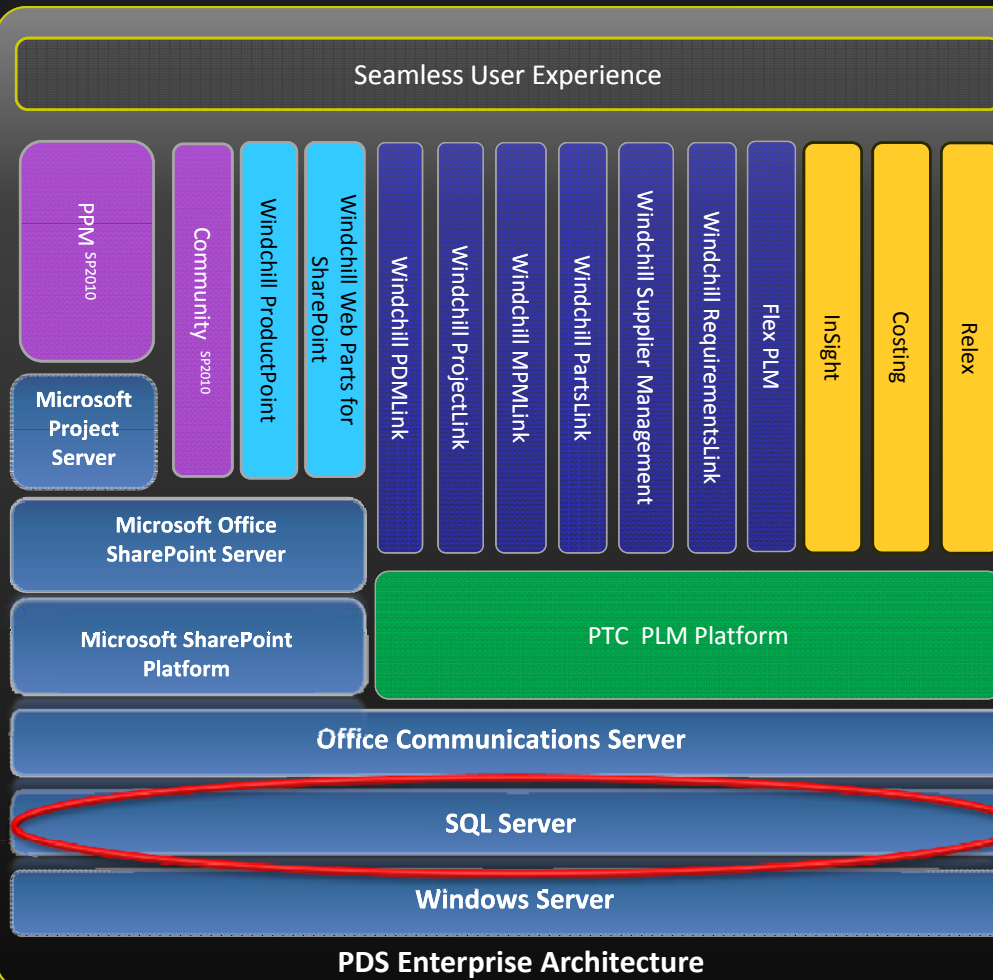 Seamless User Experience
PPM SP2010
Community SP2010
Windchill ProductPoint
Windchill Web Parts for
SharePoint
Windchill PDMLink
Windchill ProjectLink
Windchill MPMLink
Windchill PartsLink
Windchill Supplier Management
Windchill RequirementsLink
Flex PLM
InSight
Costing
Relex
Microsoft
Project
Server
Microsoft Office
SharePoint Server
Microsoft SharePoint
Platform
PTC PLM Platform
Office Communications Server
SQL Server
Windows Server
PDS Enterprise Architecture